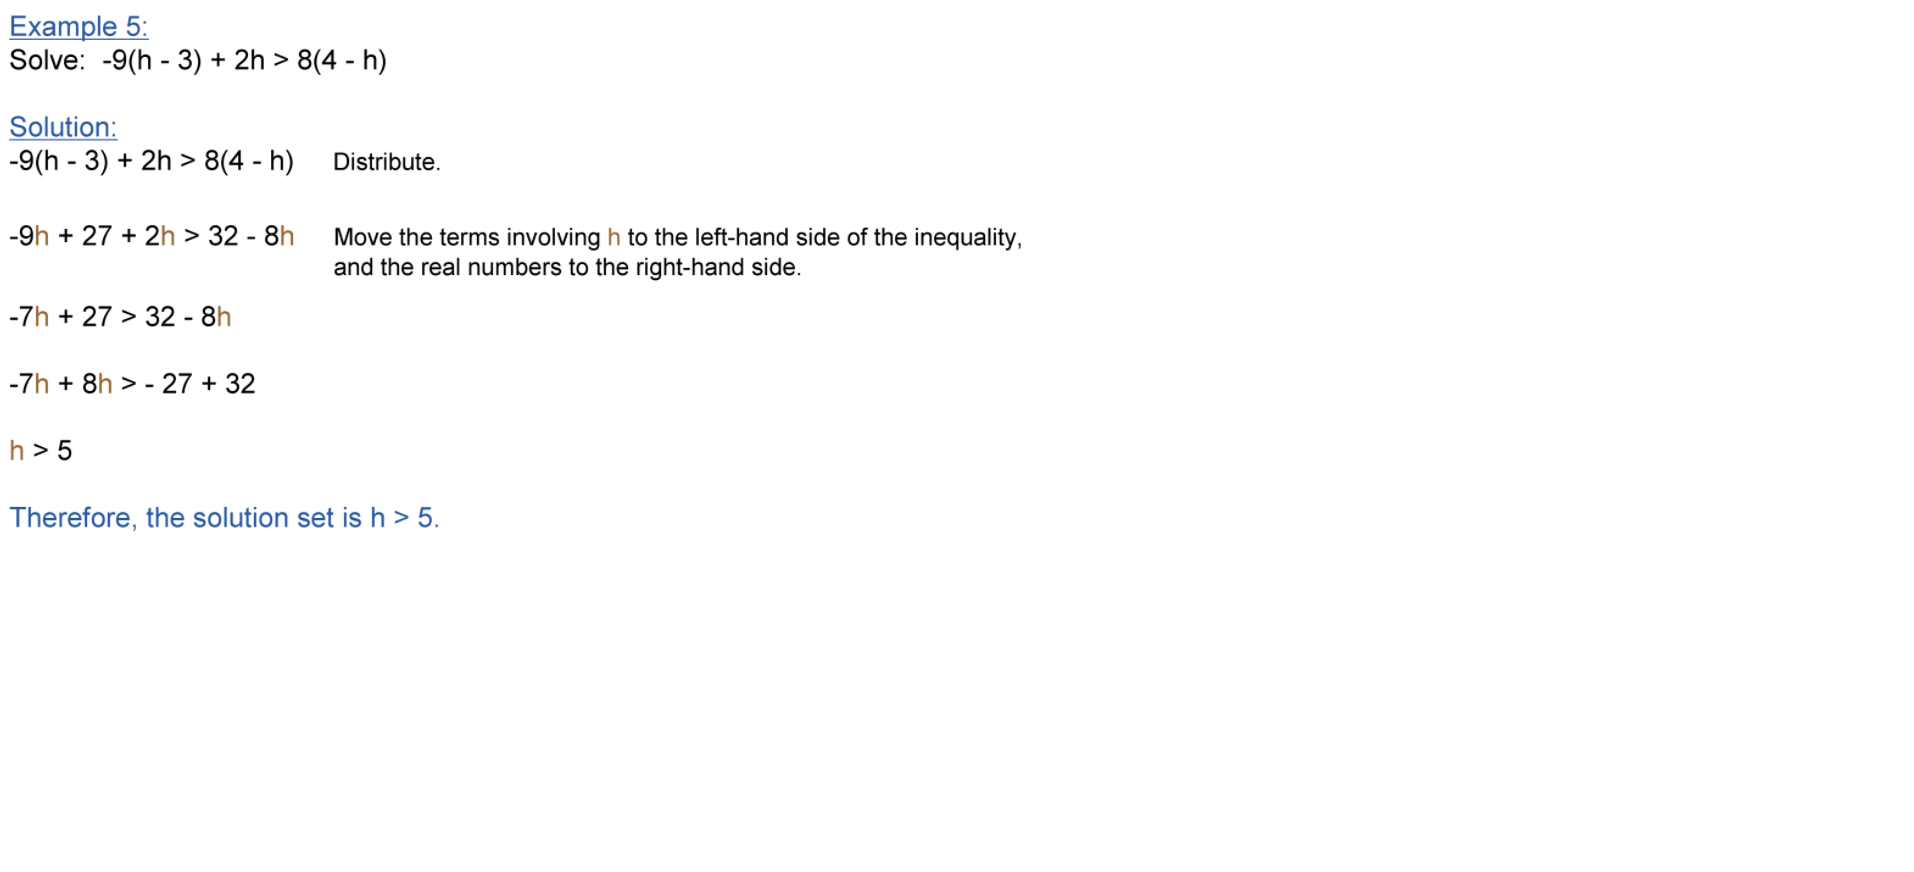 Example 5:
Solve:  -9(h - 3) + 2h > 8(4 - h)
Solution:
-9(h - 3) + 2h > 8(4 - h)    Distribute.
-9h + 27 + 2h > 32 - 8h    Move the terms involving h to the left-hand side of the inequality,
and the real numbers to the right-hand side.
-7h + 27 > 32 - 8h
-7h + 8h > - 27 + 32
h > 5
Therefore, the solution set is h > 5.